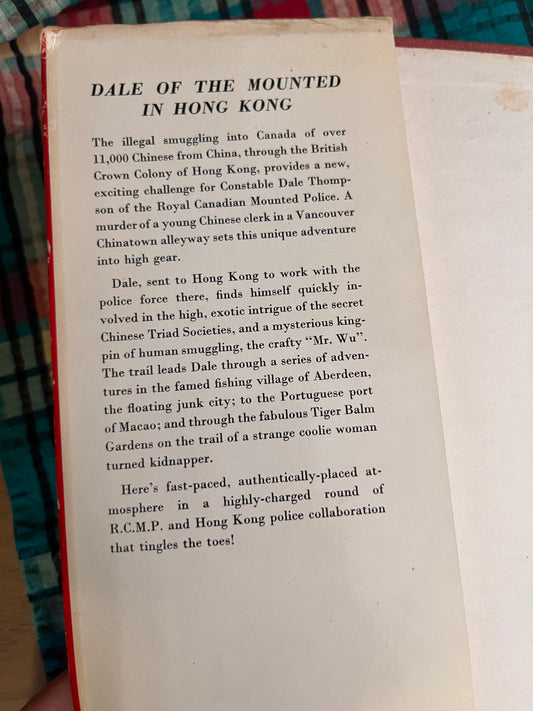 DALE OF THE MOUNTED
IN HONG KONG
The illegal smuggling into Canada of over
11,000 Chinese from China, through the British
Crown Colony of Hong Kong, provides a new,
exciting challenge for Constable Dale Thomp-
son of the Royal Canadian Mounted Police. A
murder of a young Chinese clerk in a Vancouver
Chinatown alleyway sets this unique adventure
into high gear.
Dale, sent to Hong Kong to work with the
police force there, finds himself quickly in-
volved in the high, exotic intrigue of the secret
Chinese Triad Societies, and a mysterious king-
pin of human smuggling, the crafty “Mr. Wu”.
The trail leads Dale through a series of adven-
tures in the famed fishing village of Aberdeen,
the floating junk city; to the Portuguese port
of Macao; and through the fabulous Tiger Balm
Gardens on the trail of a strange coolie woman
turned kidnapper.
Here’s fast-paced, authentically-placed at-
mosphere in a highly-charged round of
R.C.M.P. and Hong Kong police collaboration
that tingles the toes!